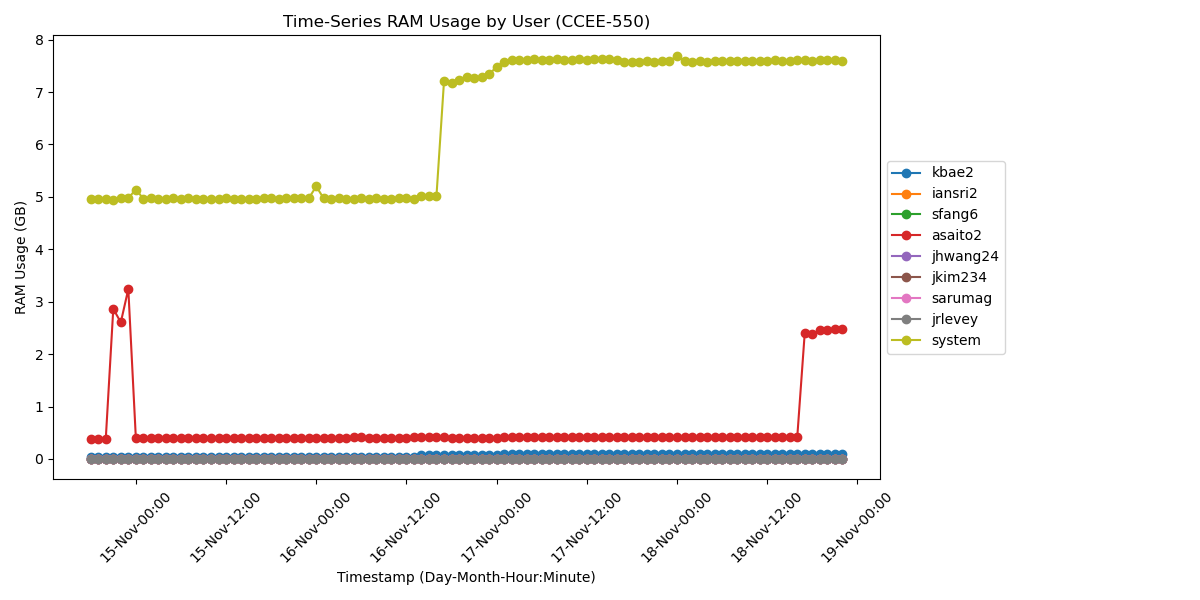 Time-Series RAM Usage by User (CCEE-550)
8
7
6
5
4
3
2
1
0
RAM Usage (GB)
15-Nov-00:00
15-Nov-12:00
16-Nov-00:00
16-Nov-12:00
17-Nov-00:00
17-Nov-12:00
18-Nov-00:00
18-Nov-12:00
19-Nov-00:00
Timestamp (Day-Month-Hour:Minute)
kbae2
iansri2
sfang6
asaito2
jhwang24
jkim234
sarumag
jrlevey
system